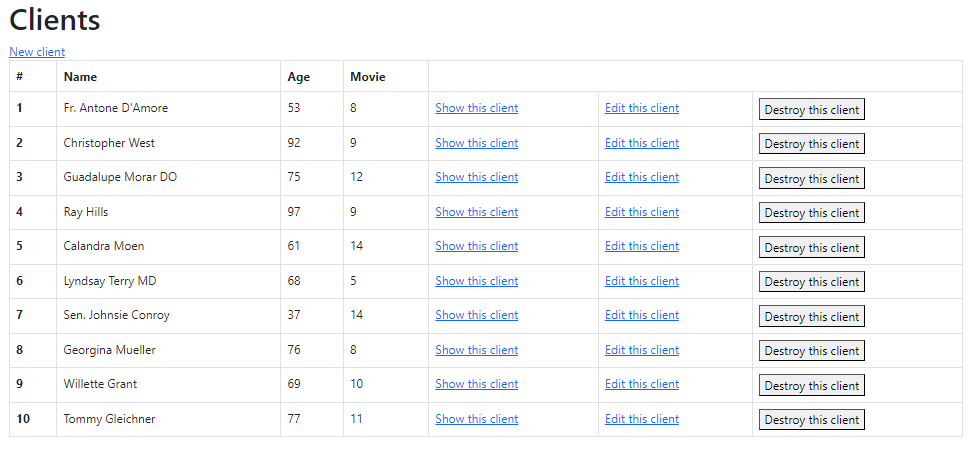 Clients
New client
# Name Age Movie
1 Fr. Antone D'Amore 53 8 Show this client Edit this client Destroy this client
2 Christopher West 92 9 Show this client Edit this client Destroy this client
3 Guadalupe Morar DO 75 12 Show this client Edit this client Destroy this client
4 Ray Hills 97 9 Show this client Edit this client Destroy this client
5 Calandra Moen 61 14 Show this client Edit this client Destroy this client
6 Lyndsay Terry MD 68 5 Show this client Edit this client Destroy this client
7 Sen. Johnsie Conroy 37 14 Show this client Edit this client Destroy this client
8 Georgina Mueller 76 8 Show this client Edit this client Destroy this client
9 Willette Grant 69 10 Show this client Edit this client Destroy this client
10 Tommy Gleichner 77 11 Show this client Edit this client Destroy this client